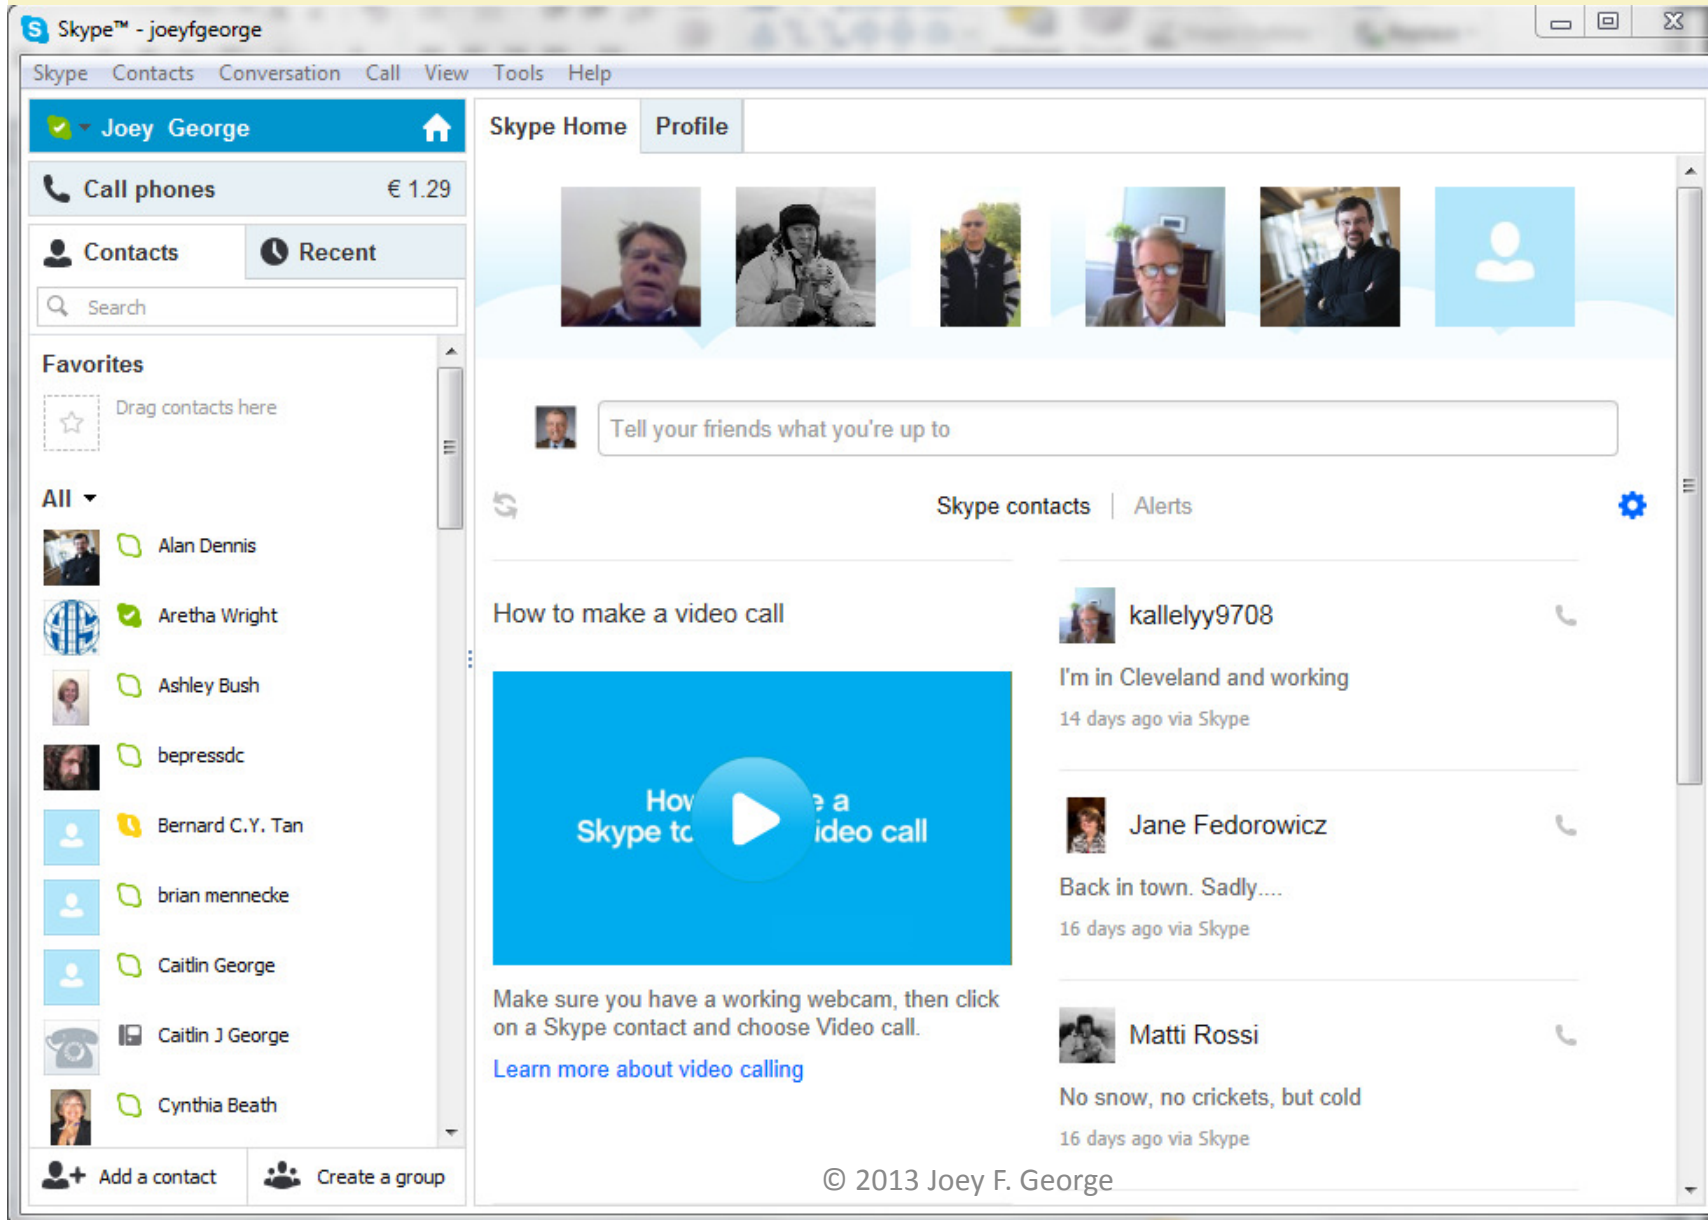 Skype™ - joeyfgeorge
Skype Contacts Conversation Call View Tools Help
Joey George
Call phones € 1.29
Contacts Recent
Search
Favorites
Drag contacts here
All
Alan Dennis
Aretha Wright
Ashley Bush
bepressdc
Bernard C.Y. Tan
brian mennecke
Caitlin George
Caitlin J George
Cynthia Beath
Add a contact Create a group
Skype Home Profile
Tell your friends what you're up to
Skype contacts | Alerts
How to make a video call
a
Skype video call
Make sure you have a working webcam, then click
on a Skype contact and choose Video call.
Learn more about video calling
kallelyy9708
I'm in Cleveland and working
14 days ago via Skype
Jane Fedorowicz
Back in town. Sadly....
16 days ago via Skype
Matti Rossi
No snow, no crickets, but cold
16 days ago via Skype
© 2013 Joey F. George